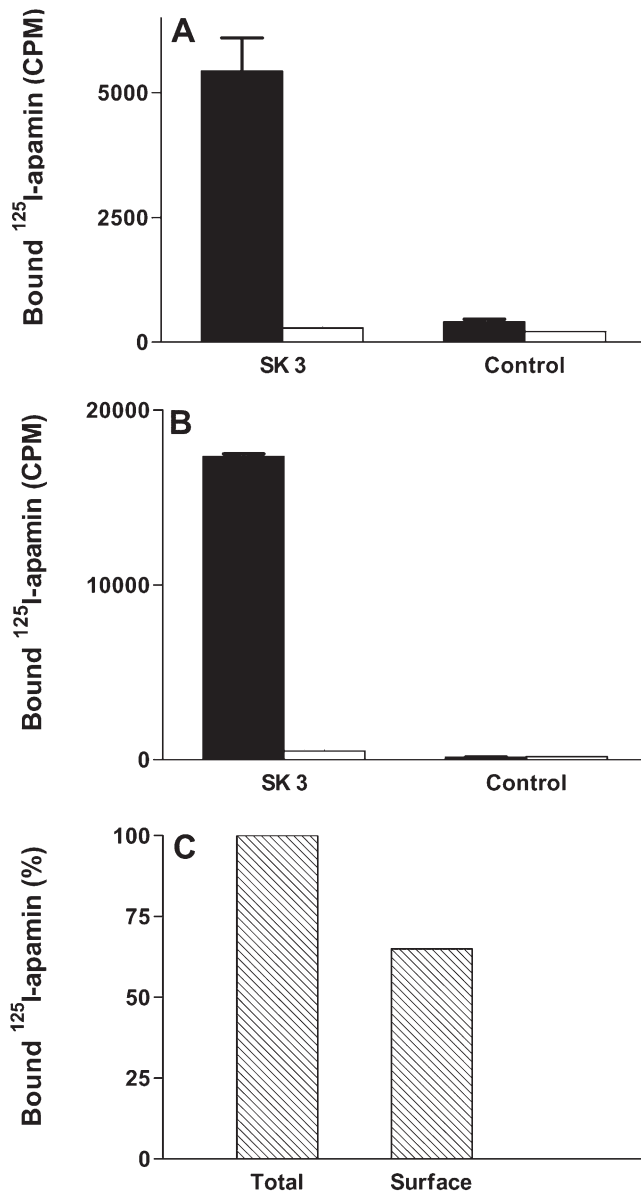 A
Bound ¹²⁵I-apamin (CPM)
5000
2500
0
SK 3 Control
B
Bound ¹²⁵I-apamin (CPM)
20000
10000
0
SK 3 Control
C
Bound ¹²⁵I-apamin (%)
100
75
50
25
0
Total Surface